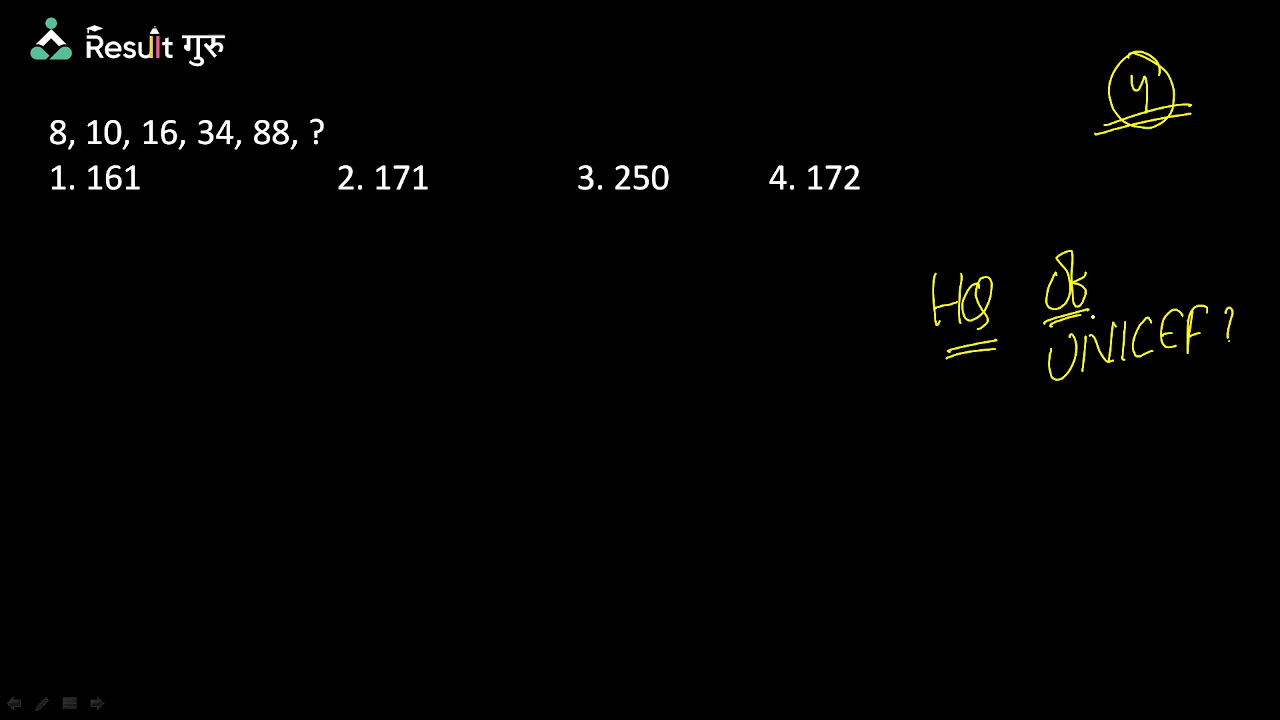 Result गुरु
8, 10, 16, 34, 88, ?
1. 161 2. 171 3. 250 4. 172
HQ of
UNICEF?